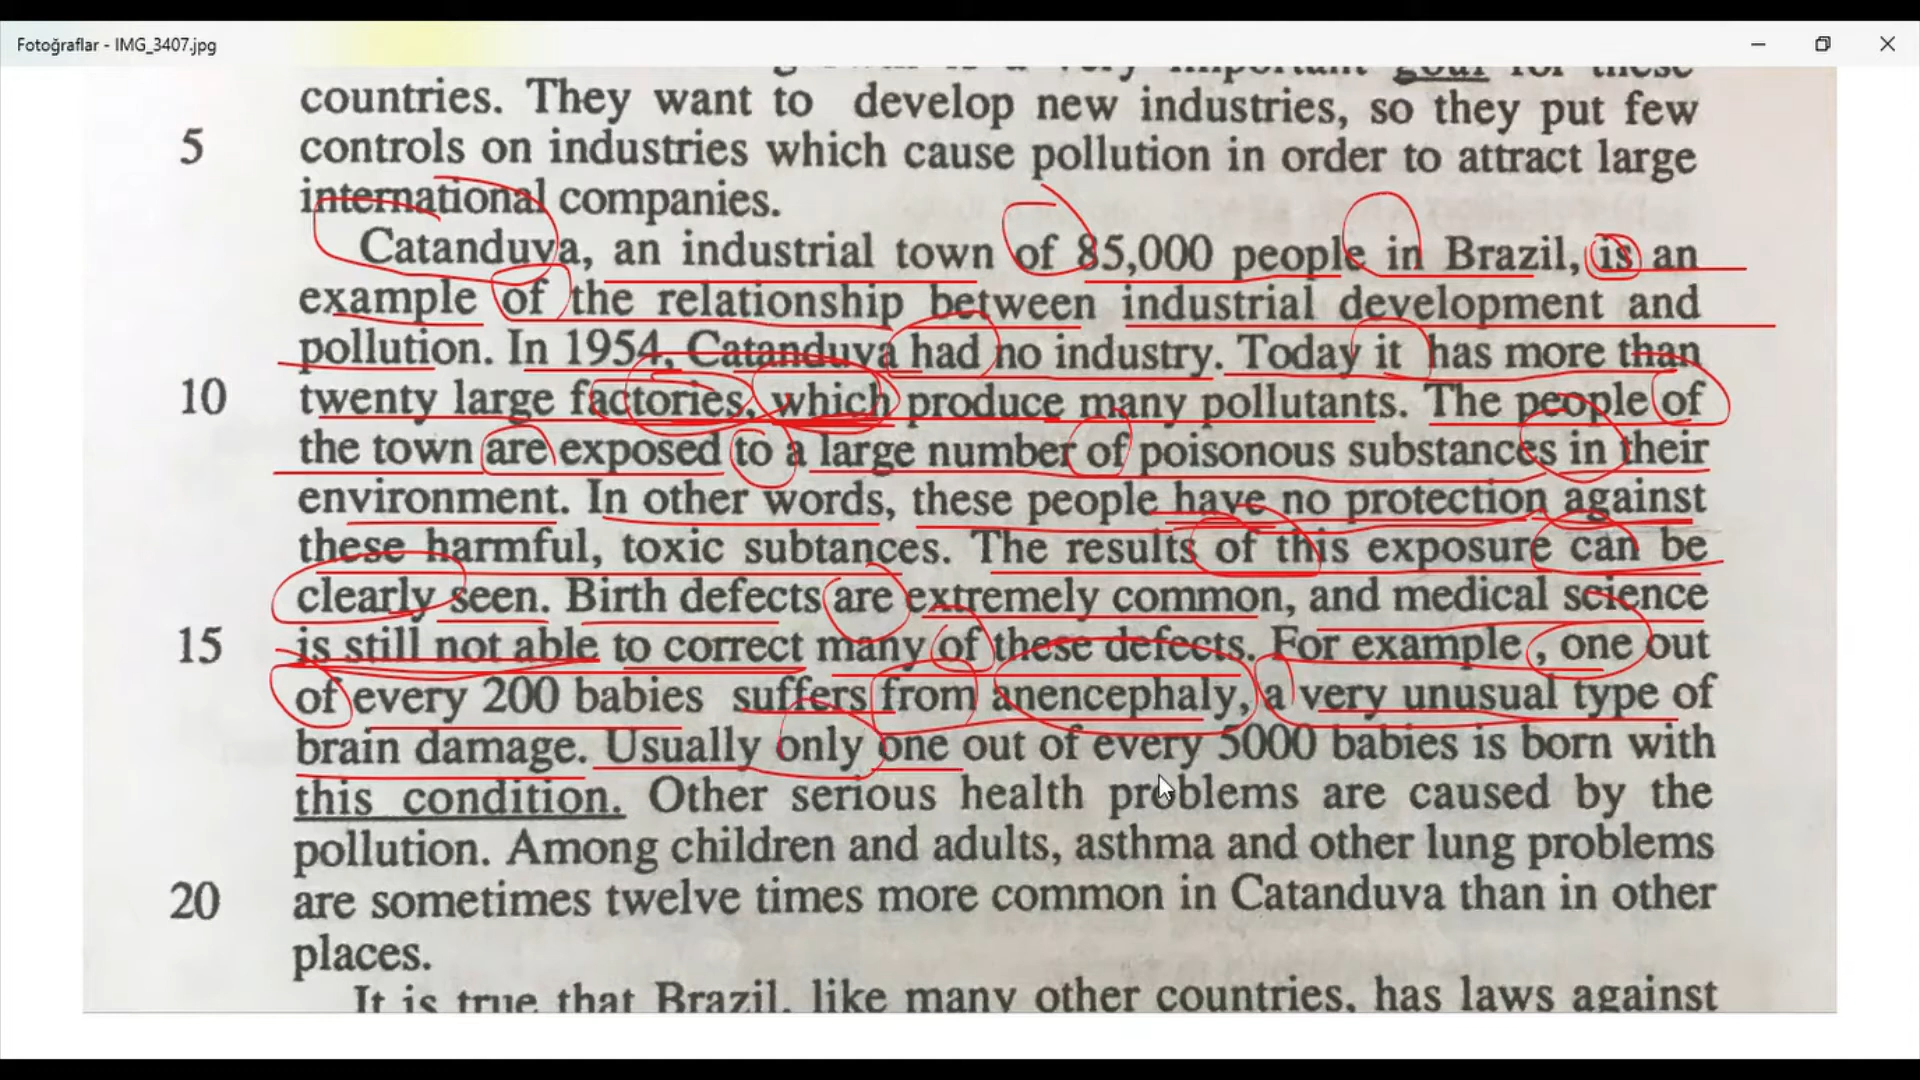 Fotoğraflar - IMG_3407.jpg
very important goal for these
countries. They want to develop new industries, so they put few
5 controls on industries which cause pollution in order to attract large
international companies.
Catanduva, an industrial town of 85,000 people in Brazil, is an
example of the relationship between industrial development and
pollution. In 1954, Catanduva had no industry. Today it has more than
10 twenty large factories, which produce many pollutants. The people of
the town are exposed to a large number of poisonous substances in their
environment. In other words, these people have no protection against
these harmful, toxic subtances. The results of this exposure can be
clearly seen. Birth defects are extremely common, and medical science
15 is still not able to correct many of these defects. For example , one out
of every 200 babies suffers from anencephaly, a very unusual type of
brain damage. Usually only one out of every 5000 babies is born with
this condition. Other serious health problems are caused by the
pollution. Among children and adults, asthma and other lung problems
20 are sometimes twelve times more common in Catanduva than in other
places.
It is true that Brazil, like many other countries, has laws against